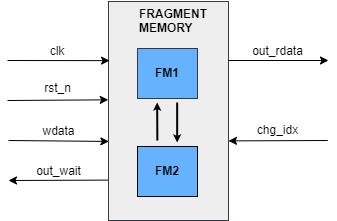 FRAGMENT
MEMORY
clk
out_rdata
FM1
rst_n
wdata
chg_idx
out_wait
FM2